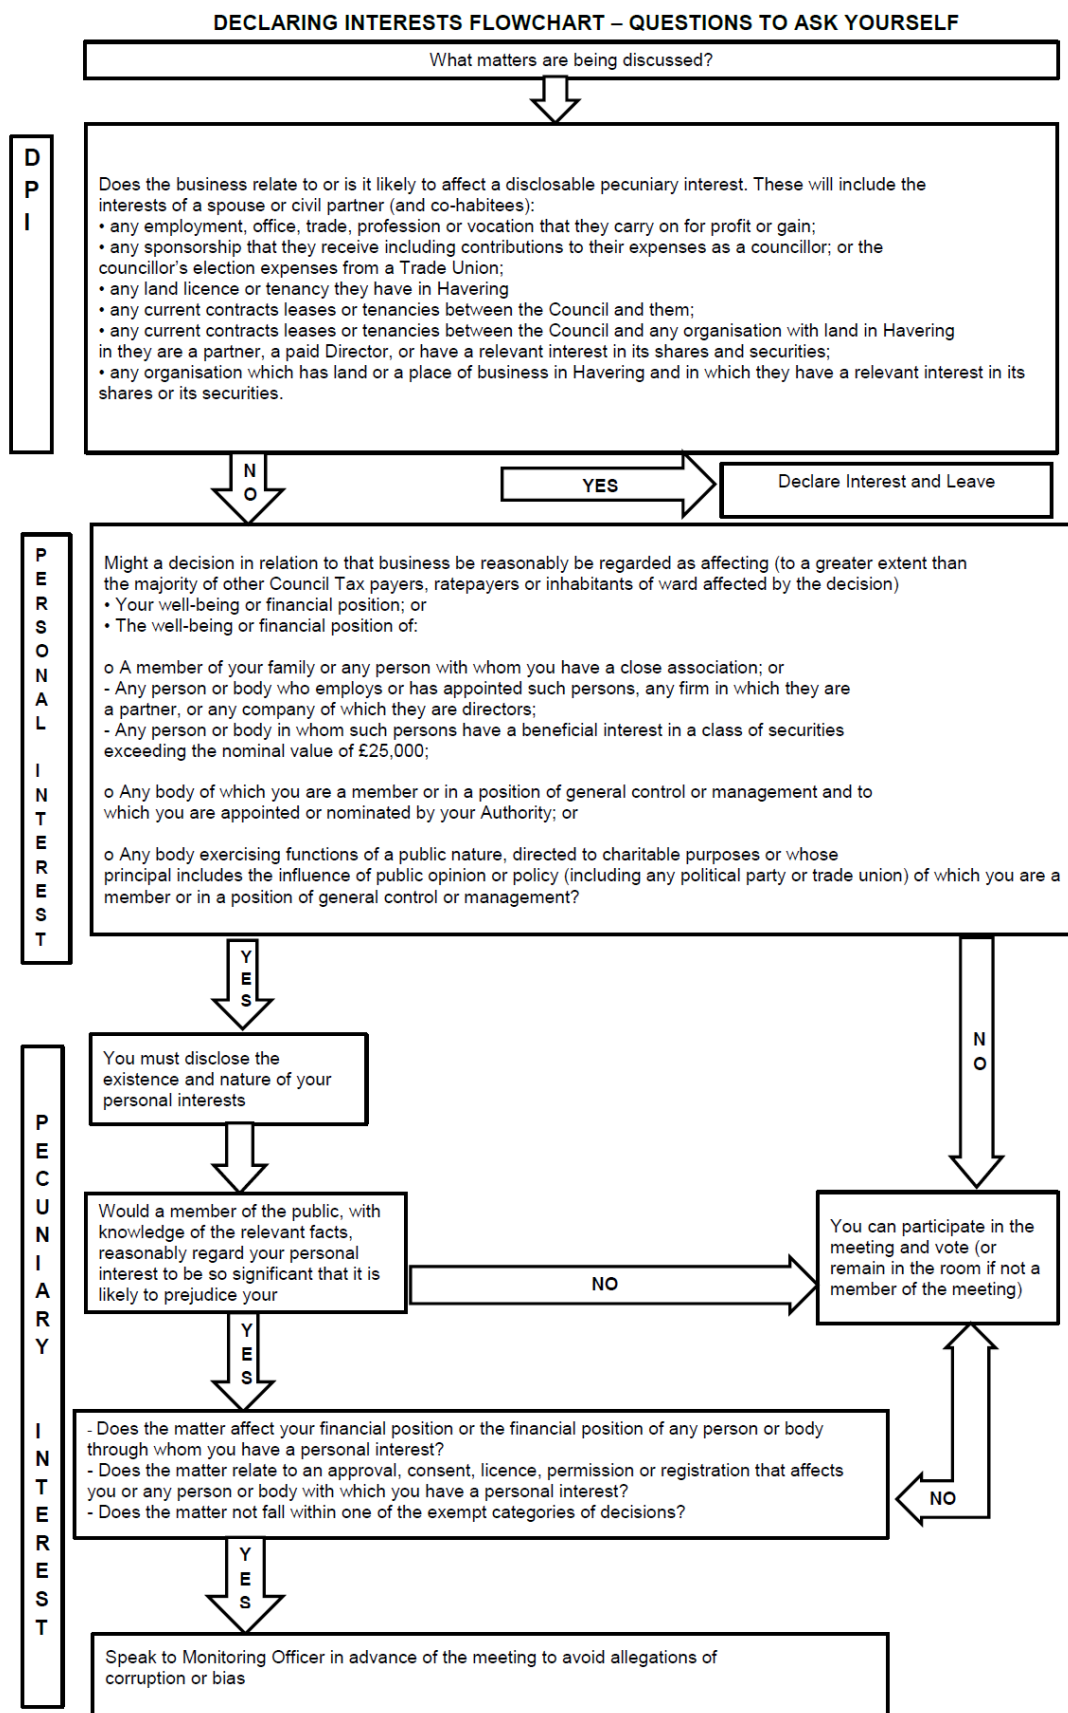 DECLARING INTERESTS FLOWCHART – QUESTIONS TO ASK YOURSELF
What matters are being discussed?
DPI
Does the business relate to or is it likely to affect a disclosable pecuniary interest. These will include the
interests of a spouse or civil partner (and co-habitees):
• any employment, office, trade, profession or vocation that they carry on for profit or gain;
• any sponsorship that they receive including contributions to their expenses as a councillor; or the
councillor's election expenses from a Trade Union;
• any land licence or tenancy they have in Havering
• any current contracts leases or tenancies between the Council and them;
• any current contracts leases or tenancies between the Council and any organisation with land in Havering
in they are a partner, a paid Director, or have a relevant interest in its shares and securities;
• any organisation which has land or a place of business in Havering and in which they have a relevant interest in its
shares or its securities.
NO
YES
Declare Interest and Leave
PERSONAL INTEREST
Might a decision in relation to that business be reasonably be regarded as affecting (to a greater extent than
the majority of other Council Tax payers, ratepayers or inhabitants of ward affected by the decision)
• Your well-being or financial position; or
• The well-being or financial position of:
o A member of your family or any person with whom you have a close association; or
- Any person or body who employs or has appointed such persons, any firm in which they are
a partner, or any company of which they are directors;
- Any person or body in whom such persons have a beneficial interest in a class of securities
exceeding the nominal value of £25,000;
o Any body of which you are a member or in a position of general control or management and to
which you are appointed or nominated by your Authority; or
o Any body exercising functions of a public nature, directed to charitable purposes or whose
principal includes the influence of public opinion or policy (including any political party or trade union) of which you are a
member or in a position of general control or management?
YES
NO
PECUNIARY INTEREST
You must disclose the
existence and nature of your
personal interests
Would a member of the public, with
knowledge of the relevant facts,
reasonably regard your personal
interest to be so significant that it is
likely to prejudice your
NO
You can participate in the
meeting and vote (or
remain in the room if not a
member of the meeting)
YES
- Does the matter affect your financial position or the financial position of any person or body
through whom you have a personal interest?
- Does the matter relate to an approval, consent, licence, permission or registration that affects
you or any person or body with which you have a personal interest?
- Does the matter not fall within one of the exempt categories of decisions?
NO
YES
Speak to Monitoring Officer in advance of the meeting to avoid allegations of
corruption or bias